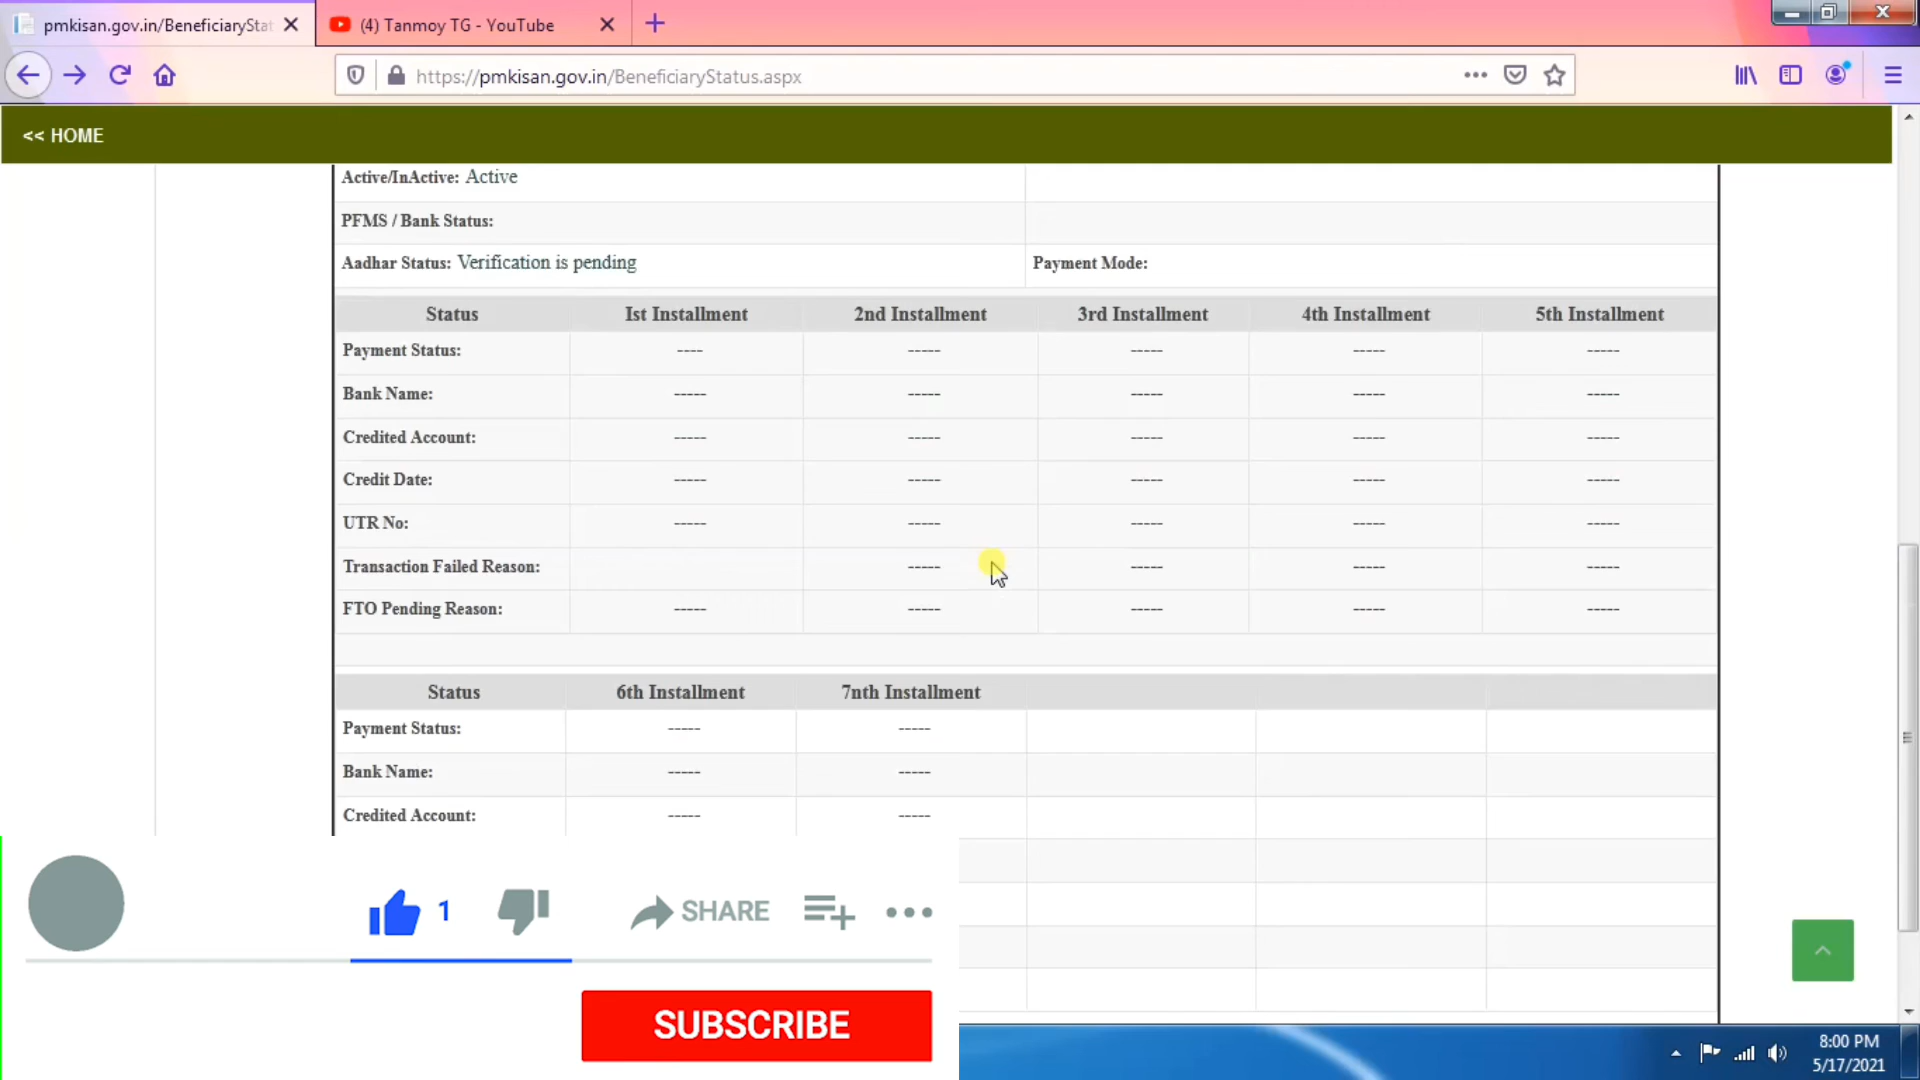 pmkisan.gov.in/BeneficiaryStat
(4) Tanmoy TG - YouTube
https://pmkisan.gov.in/BeneficiaryStatus.aspx
<< HOME
Active/InActive: Active
PFMS / Bank Status:
Aadhar Status: Verification is pending Payment Mode:
Status Ist Installment 2nd Installment 3rd Installment 4th Installment 5th Installment
Payment Status: ---- ----- ----- ----- -----
Bank Name: ----- ----- ----- ----- -----
Credited Account: ----- ----- ----- ----- -----
Credit Date: ----- ----- ----- ----- -----
UTR No: ----- ----- ----- ----- -----
Transaction Failed Reason: ----- ----- ----- -----
FTO Pending Reason: ----- ----- ----- ----- -----
Status 6th Installment 7nth Installment
Payment Status: ----- -----
Bank Name: ----- -----
Credited Account: ----- -----
1 SHARE
SUBSCRIBE
8:00 PM
5/17/2021